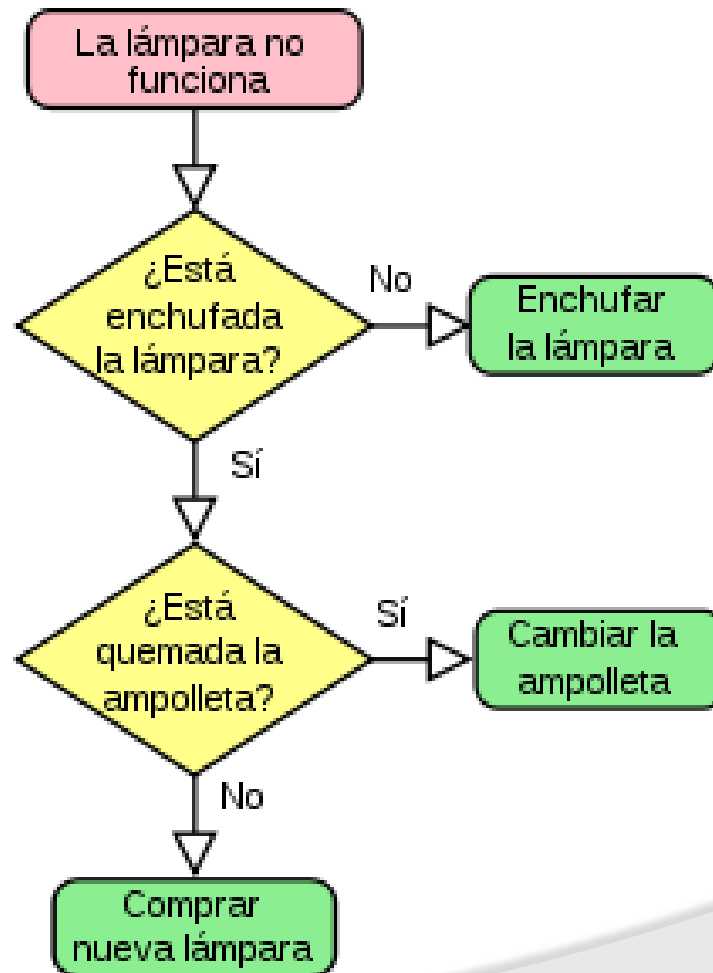 La lámpara no
funciona
¿Está
enchufada
la lámpara?
No
Enchufar
la lámpara
Sí
¿Está
quemada la
ampolleta?
Sí
Cambiar la
ampolleta
No
Comprar
nueva lámpara